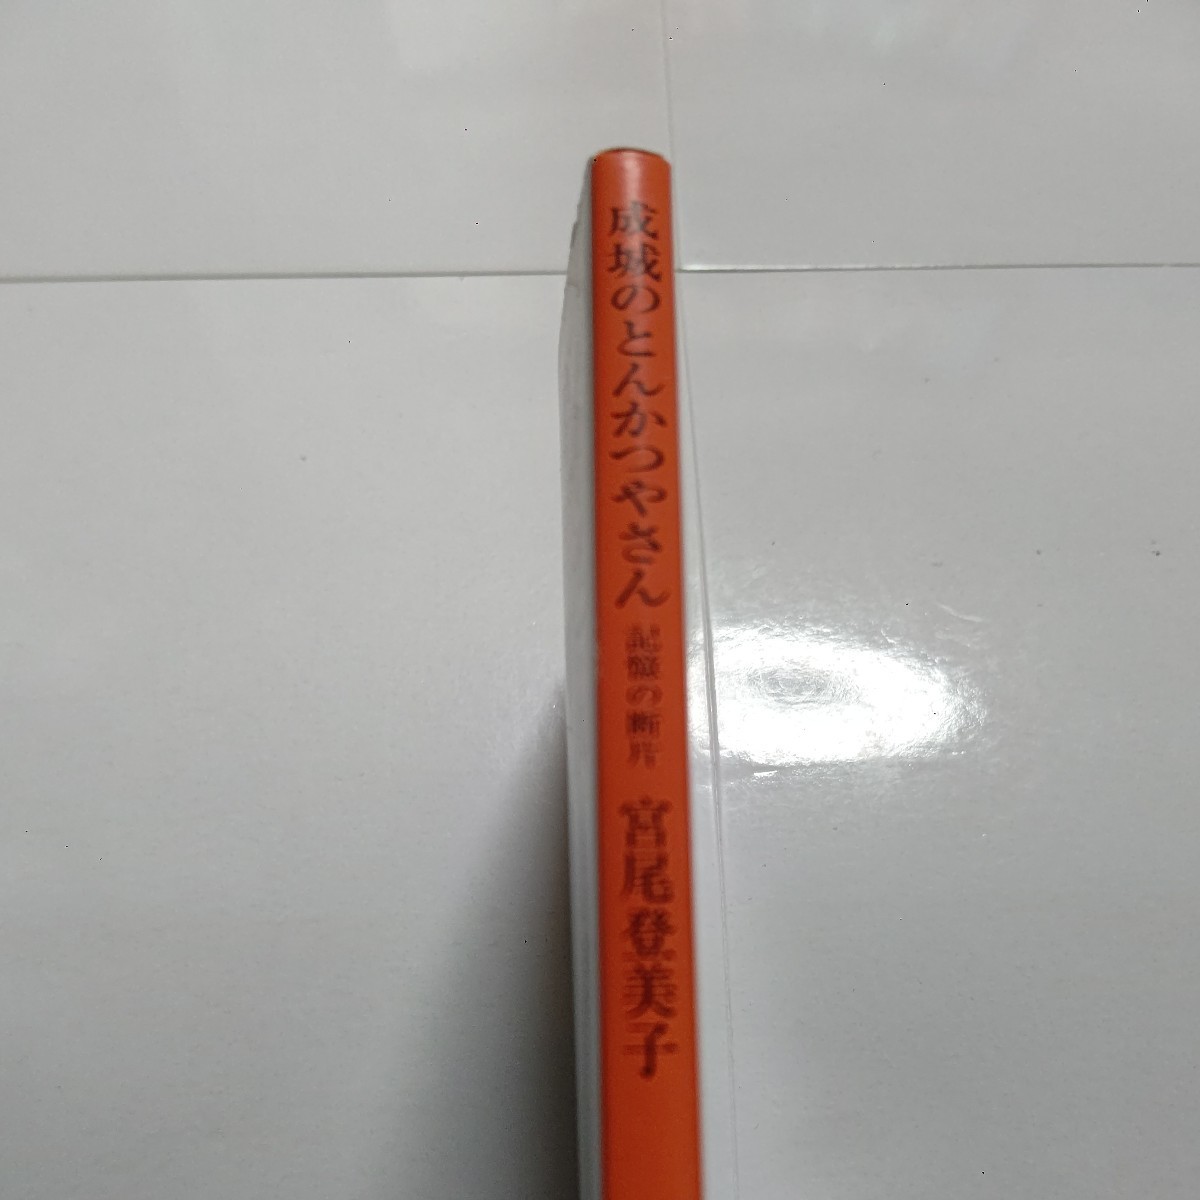 成城のとんかつやさん
記憶の断片
宮尾登美子